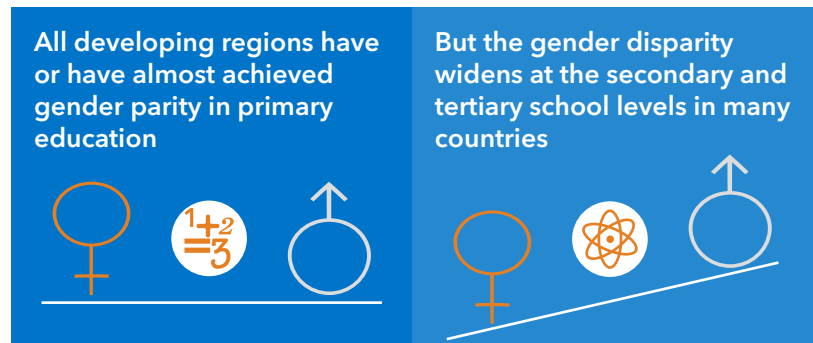 All developing regions have
or have almost achieved
gender parity in primary
education
But the gender disparity
widens at the secondary and
tertiary school levels in many
countries
1+2
=3